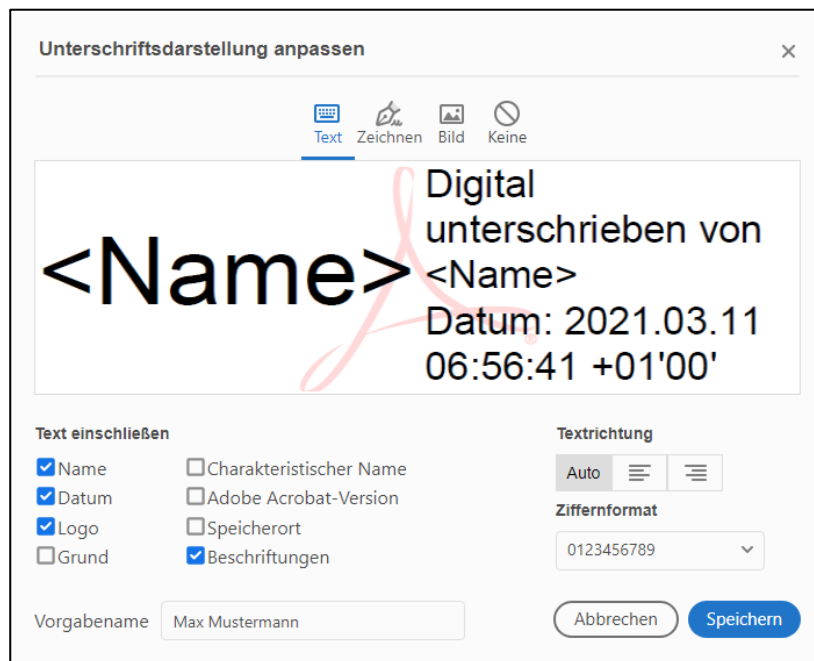 Unterschriftsdarstellung anpassen
Text Zeichnen Bild Keine
<Name>
Digital
unterschrieben von
<Name>
Datum: 2021.03.11
06:56:41 +01'00'
®
Text einschließen
Name
Datum
Logo
Grund
Charakteristischer Name
Adobe Acrobat-Version
Speicherort
Beschriftungen
Textrichtung
Auto
Ziffernformat
0123456789
Vorgabename Max Mustermann
Abbrechen Speichern